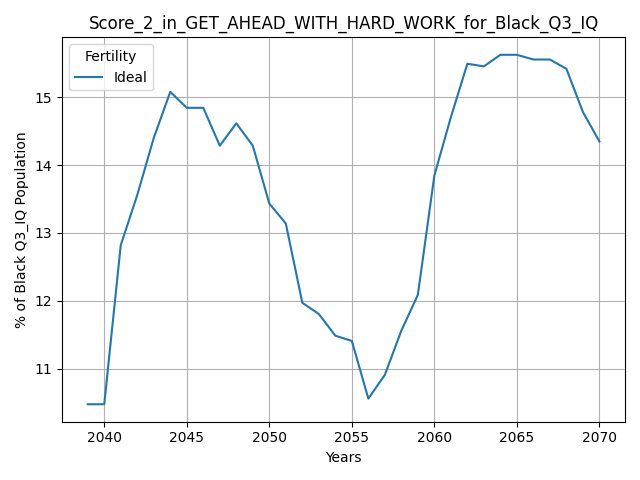 Score_2_in_GET_AHEAD_WITH_HARD_WORK_for_Black_Q3_IQ
Fertility
Ideal
% of Black Q3_IQ Population
15
14
13
12
11
2040 2045 2050 2055 2060 2065 2070
Years